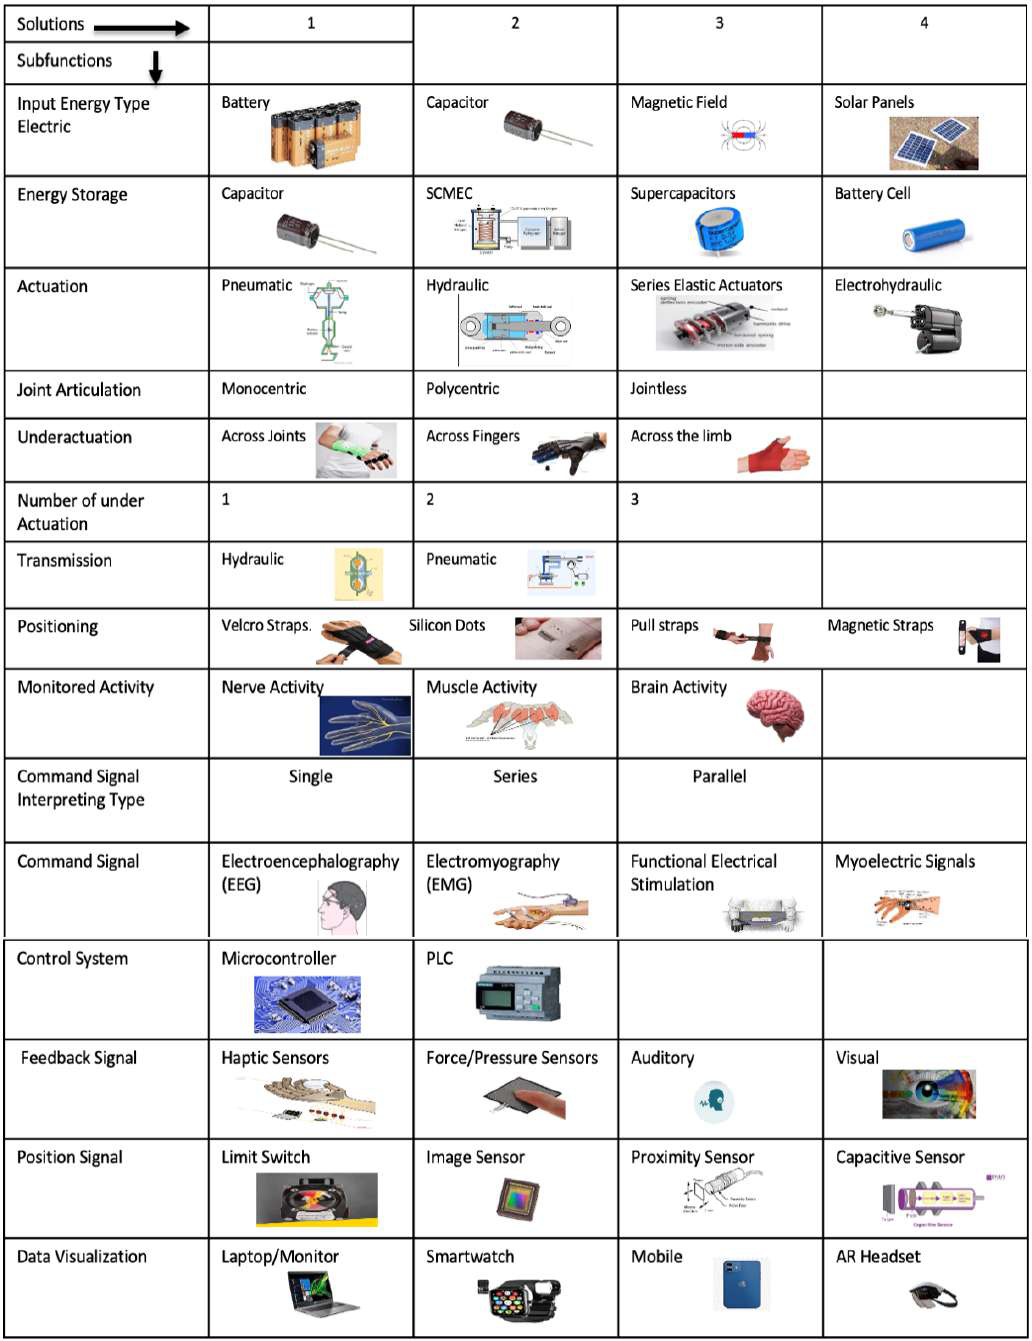 Solutions
1
2
3
4
Subfunctions
Input Energy Type
Electric
Battery
Capacitor
Magnetic Field
Solar Panels
Energy Storage
Capacitor
SCMEC
Supercapacitors
Battery Cell
Actuation
Pneumatic
Hydraulic
Series Elastic Actuators
Electrohydraulic
Joint Articulation
Monocentric
Polycentric
Jointless
Underactuation
Across Joints
Across Fingers
Across the limb
Number of under
Actuation
1
2
3
Transmission
Hydraulic
Pneumatic
Positioning
Velcro Straps.
Silicon Dots
Pull straps
Magnetic Straps
Monitored Activity
Nerve Activity
Muscle Activity
Brain Activity
Command Signal
Interpreting Type
Single
Series
Parallel
Command Signal
Electroencephalography
(EEG)
Electromyography
(EMG)
Functional Electrical
Stimulation
Myoelectric Signals
Control System
Microcontroller
PLC
Feedback Signal
Haptic Sensors
Force/Pressure Sensors
Auditory
Visual
Position Signal
Limit Switch
Image Sensor
Proximity Sensor
Capacitive Sensor
Capacitive Sensor
Data Visualization
Laptop/Monitor
Smartwatch
Mobile
AR Headset